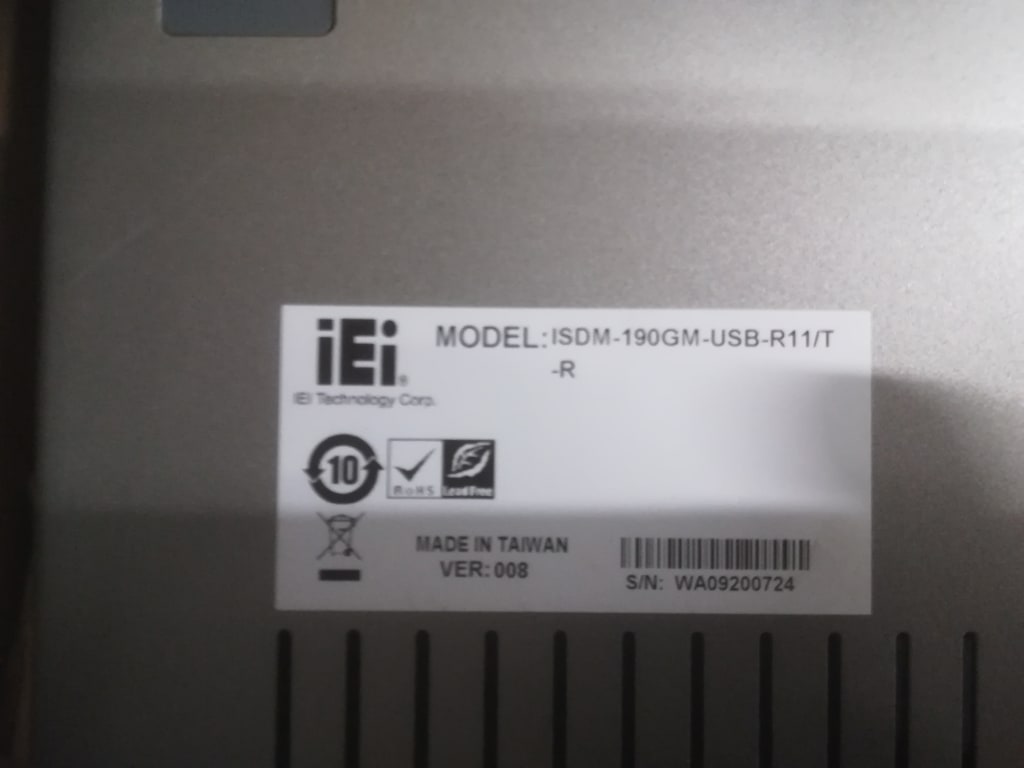 iEi®
IEI Technology Corp.
MODEL: ISDM-190GM-USB-R11/T
-R
10
RoHS
Lead Free
MADE IN TAIWAN
VER: 008
S/N: WA09200724